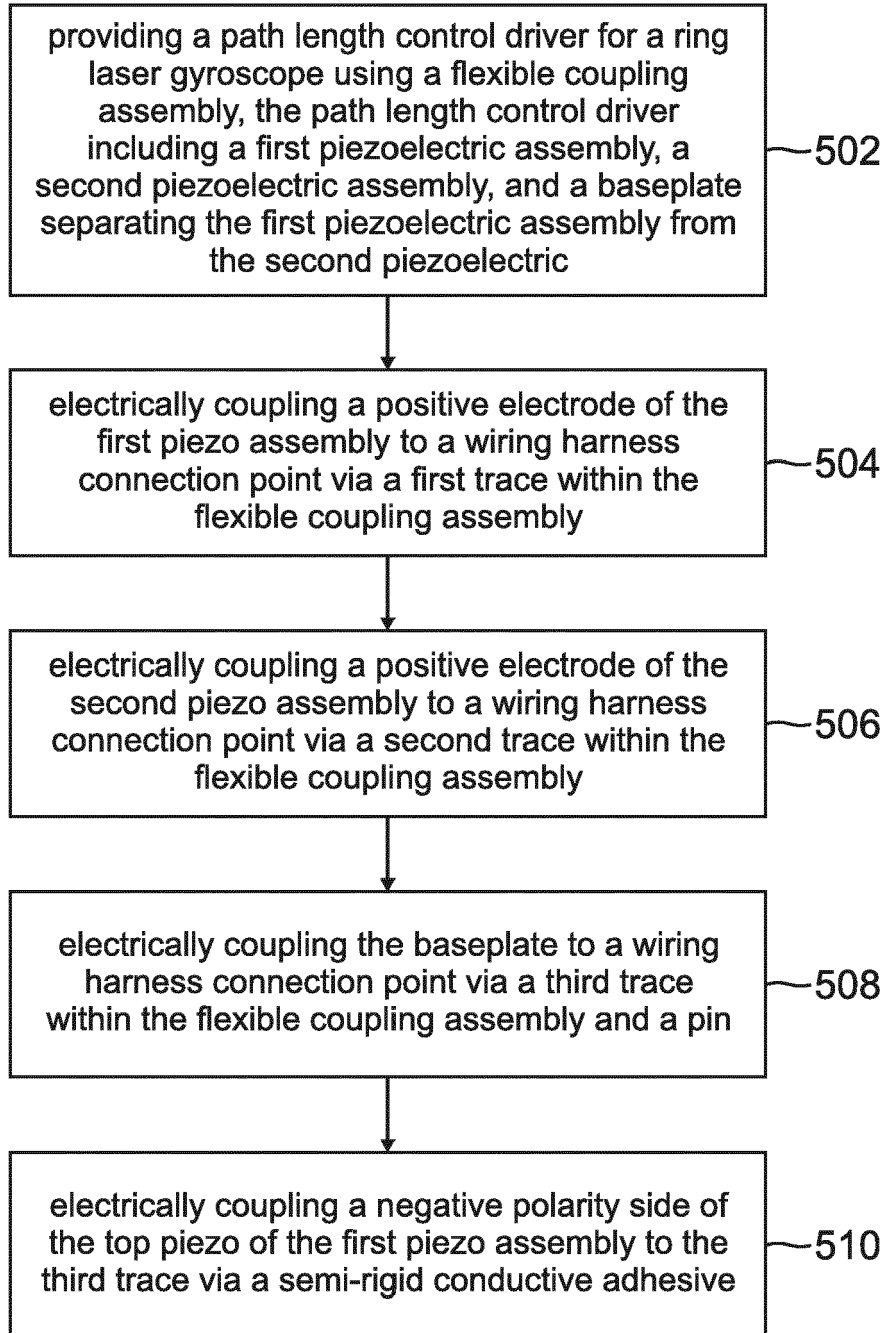 providing a path length control driver for a ring
laser gyroscope using a flexible coupling
assembly, the path length control driver
including a first piezoelectric assembly, a
second piezoelectric assembly, and a baseplate
separating the first piezoelectric assembly from
the second piezoelectric
502
electrically coupling a positive electrode of the
first piezo assembly to a wiring harness
connection point via a first trace within the
flexible coupling assembly
504
electrically coupling a positive electrode of the
second piezo assembly to a wiring harness
connection point via a second trace within the
flexible coupling assembly
506
electrically coupling the baseplate to a wiring
harness connection point via a third trace
within the flexible coupling assembly and a pin
508
electrically coupling a negative polarity side of
the top piezo of the first piezo assembly to the
third trace via a semi-rigid conductive adhesive
510